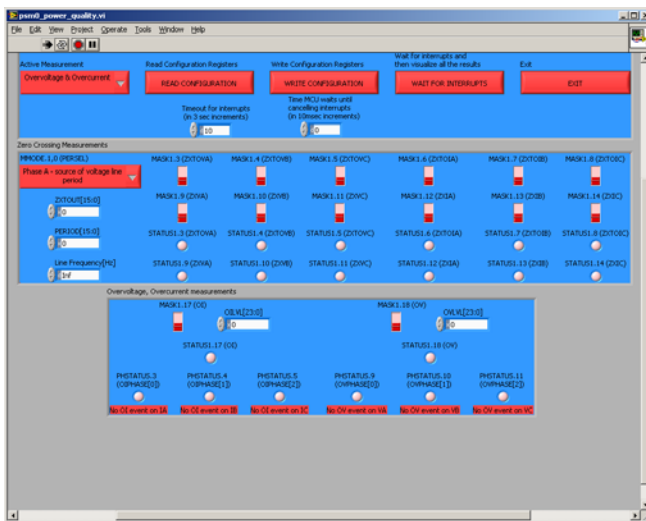 psm0_power_quality.vi
File Edit View Project Operate Tools Window Help
Active Measurement
Read Configuration Registers
Write Configuration Registers
Wait for interrupts and
then visualize all the results
Exit
Overvoltage & Overcurrent
READ CONFIGURATION
WRITE CONFIGURATION
WAIT FOR INTERRUPTS
EXIT
Timeout for interrupts
(in 3 sec increments)
10
Time MCU waits until
cancelling interrupts
(in 10msec increments)
0
Zero Crossing Measurements
MMODE.1,0 (PERSEL)
Phase A - source of voltage line
period
ZXTOUT[15:0]
0
PERIOD[15:0]
0
Line Frequency[Hz]
Inf
MASK1.3 (ZXTOVA) MASK1.4 (ZXTOVB) MASK1.5 (ZXTOVC) MASK1.6 (ZXTOIA) MASK1.7 (ZXTOIB) MASK1.8 (ZXTOIC)
MASK1.9 (ZXVA) MASK1.10 (ZXVB) MASK1.11 (ZXVC) MASK1.12 (ZXIA) MASK1.13 (ZXIB) MASK1.14 (ZXIC)
STATUS1.3 (ZXTOVA) STATUS1.4 (ZXTOVB) STATUS1.5 (ZXTOVC) STATUS1.6 (ZXTOIA) STATUS1.7 (ZXTOIB) STATUS1.8 (ZXTOIC)
STATUS1.9 (ZXVA) STATUS1.10 (ZXVB) STATUS1.11 (ZXVC) STATUS1.12 (ZXIA) STATUS1.13 (ZXIB) STATUS1.14 (ZXIC)
Overvoltage, Overcurrent measurements
MASK1.17 (OI) MASK1.18 (OV)
OILVL[23:0] OVLVL[23:0]
0 0
STATUS1.17 (OI) STATUS1.18 (OV)
PHSTATUS.3 PHSTATUS.4 PHSTATUS.5 PHSTATUS.9 PHSTATUS.10 PHSTATUS.11
(OIPHASE[0]) (OIPHASE[1]) (OIPHASE[2]) (OVPHASE[0]) (OVPHASE[1]) (OVPHASE[2])
No OI event on IA No OI event on IB No OI event on IC No OV event on VA No OV event on VB No OV event on VC